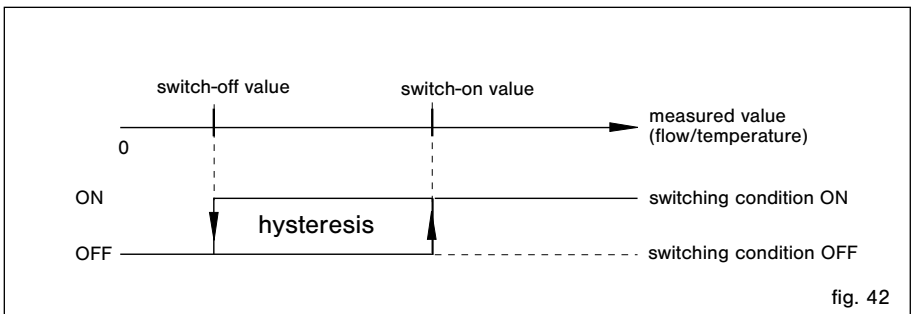 switch-off value
switch-on value
measured value
(flow/temperature)
0
ON
switching condition ON
hysteresis
OFF
switching condition OFF
fig. 42